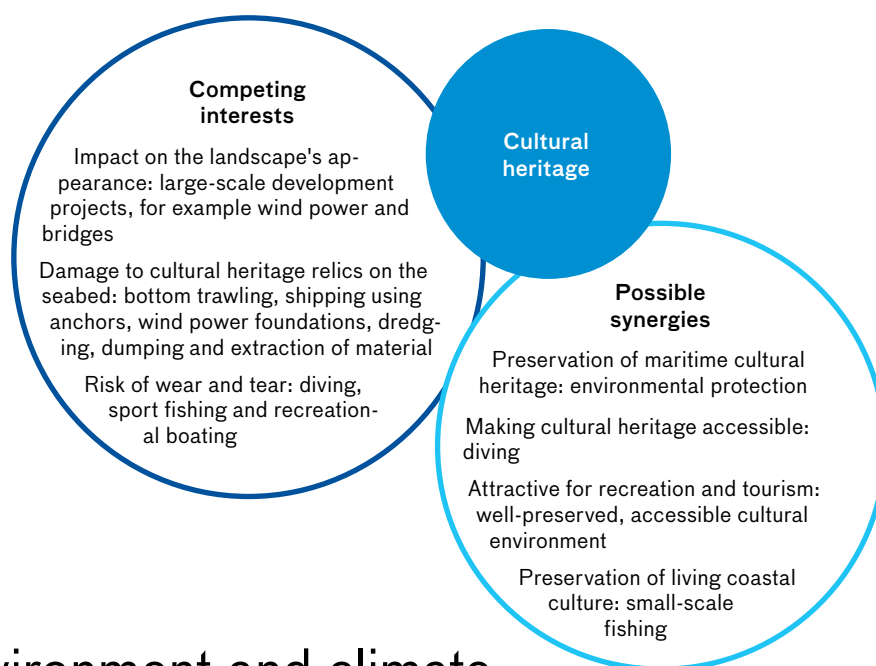 Competing
interests
Impact on the landscape's ap-
pearance: large-scale development
projects, for example wind power and
bridges
Damage to cultural heritage relics on the
seabed: bottom trawling, shipping using
anchors, wind power foundations, dredg-
ing, dumping and extraction of material
Risk of wear and tear: diving,
sport fishing and recreation-
al boating
Cultural
heritage
Possible
synergies
Preservation of maritime cultural
heritage: environmental protection
Making cultural heritage accessible:
diving
Attractive for recreation and tourism:
well-preserved, accessible cultural
environment
Preservation of living coastal
culture: small-scale
fishing
vironment and climate